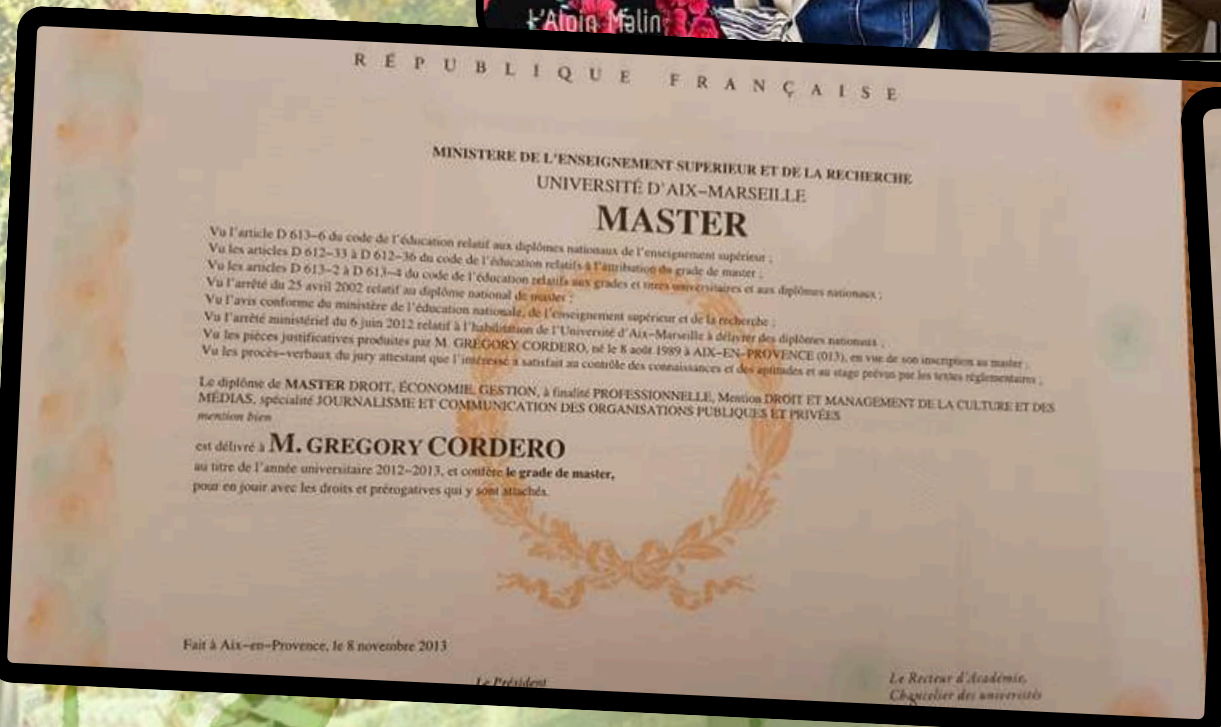 L'Alpin Malin
RÉPUBLIQUE FRANÇAISE
MINISTERE DE L'ENSEIGNEMENT SUPERIEUR ET DE LA RECHERCHE
UNIVERSITÉ D'AIX–MARSEILLE
MASTER
Vu l'article D 613–6 du code de l'éducation relatif aux diplômes nationaux de l'enseignement supérieur ;
Vu les articles D 612–33 à D 612–36 du code de l'éducation relatifs à l'attribution du grade de master ;
Vu les articles D 613–2 à D 613–4 du code de l'éducation relatifs aux grades et titres universitaires et aux diplômes nationaux ;
Vu l'arrêté du 25 avril 2002 relatif au diplôme national de master ;
Vu l'avis conforme du ministère de l'éducation nationale, de l'enseignement supérieur et de la recherche ;
Vu l'arrêté ministériel du 6 juin 2012 relatif à l'habilitation de l'Université d'Aix–Marseille à délivrer des diplômes nationaux ;
Vu les pièces justificatives produites par M. GREGORY CORDERO, né le 8 août 1989 à AIX–EN–PROVENCE (013), en vue de son inscription au master ;
Vu les procès–verbaux du jury attestant que l'intéressé a satisfait au contrôle des connaissances et des aptitudes et au stage prévus par les textes réglementaires ;
Le diplôme de MASTER DROIT, ÉCONOMIE, GESTION, à finalité PROFESSIONNELLE, Mention DROIT ET MANAGEMENT DE LA CULTURE ET DES
MÉDIAS, spécialité JOURNALISME ET COMMUNICATION DES ORGANISATIONS PUBLIQUES ET PRIVÉES
mention bien
est délivré à M. GREGORY CORDERO
au titre de l'année universitaire 2012–2013, et confère le grade de master,
pour en jouir avec les droits et prérogatives qui y sont attachés.
Fait à Aix–en–Provence, le 8 novembre 2013
Le Président
Le Recteur d'Académie,
Chancelier des universités